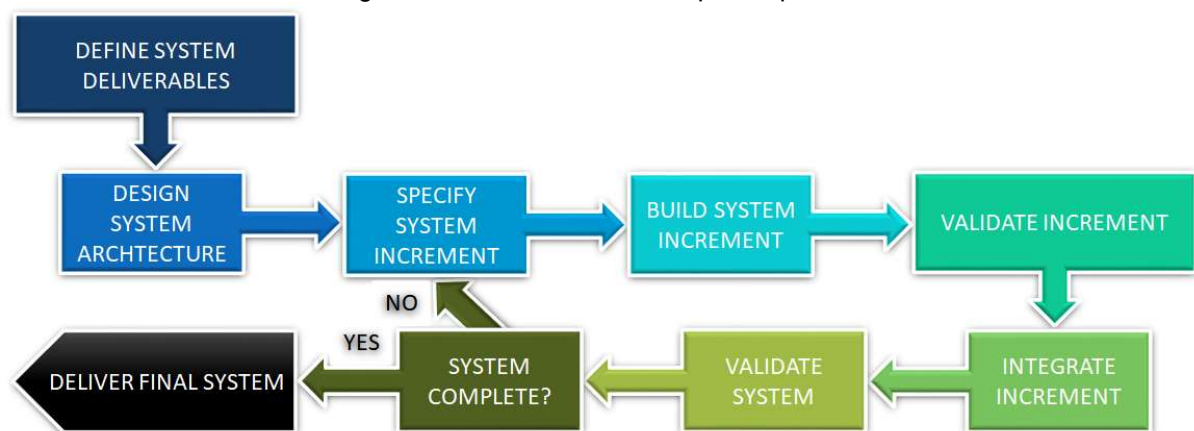 DEFINE SYSTEM
DELIVERABLES
DESIGN
SYSTEM
ARCHTECTURE
SPECIFY
SYSTEM
INCREMENT
BUILD SYSTEM
INCREMENT
VALIDATE INCREMENT
NO
YES
DELIVER FINAL SYSTEM
SYSTEM
COMPLETE?
VALIDATE
SYSTEM
INTEGRATE
INCREMENT